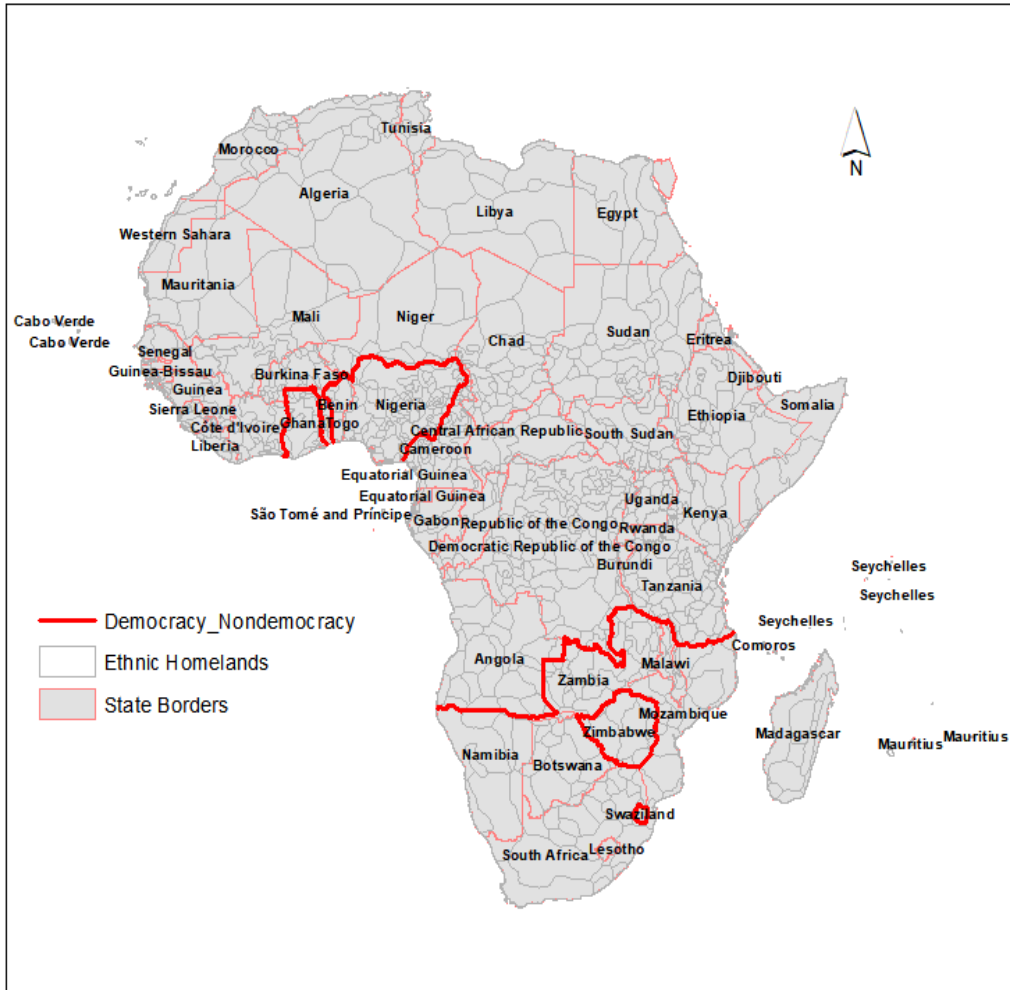 Tunisia
Morocco
Algeria
Libya
Egypt
Western Sahara
Mauritania
Mali
Niger
Chad
Sudan
Eritrea
Cabo Verde
Cabo Verde
Senegal
Guinea-Bissau
Guinea
Sierra Leone
Côte d'Ivoire
Liberia
Burkina Faso
Benin
Ghana
Togo
Nigeria
Djibouti
Somalia
Ethiopia
Central African Republic
South Sudan
Cameroon
Equatorial Guinea
Equatorial Guinea
São Tomé and Príncipe
Gabon
Republic of the Congo
Uganda
Kenya
Rwanda
Democratic Republic of the Congo
Burundi
Tanzania
Seychelles
Seychelles
Seychelles
Comoros
Angola
Zambia
Malawi
Mozambique
Zimbabwe
Namibia
Botswana
Madagascar
Mauritius
Mauritius
Swaziland
Lesotho
South Africa
N
Democracy_Nondemocracy
Ethnic Homelands
State Borders